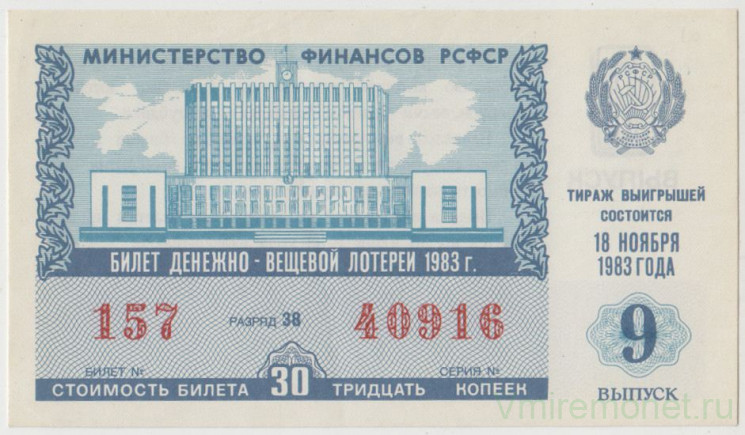 МИНИСТЕРСТВО ФИНАНСОВ РСФСР
БИЛЕТ ДЕНЕЖНО - ВЕЩЕВОЙ ЛОТЕРЕИ 1983 г.
157 РАЗРЯД 38 40916
БИЛЕТ № СЕРИЯ №
СТОИМОСТЬ БИЛЕТА 30 ТРИДЦАТЬ КОПЕЕК
РСФСР
ТИРАЖ ВЫИГРЫШЕЙ
СОСТОИТСЯ
18 НОЯБРЯ
1983 ГОДА
9
ВЫПУСК
vmiremonet.ru